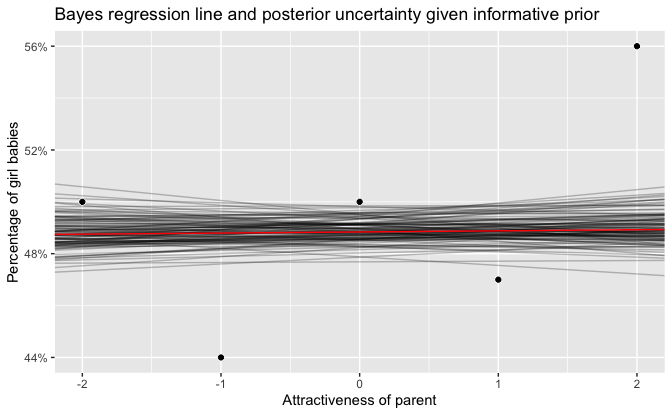 Bayes regression line and posterior uncertainty given informative prior
56%
52%
48%
44%
Percentage of girl babies
-2 -1 0 1 2
Attractiveness of parent